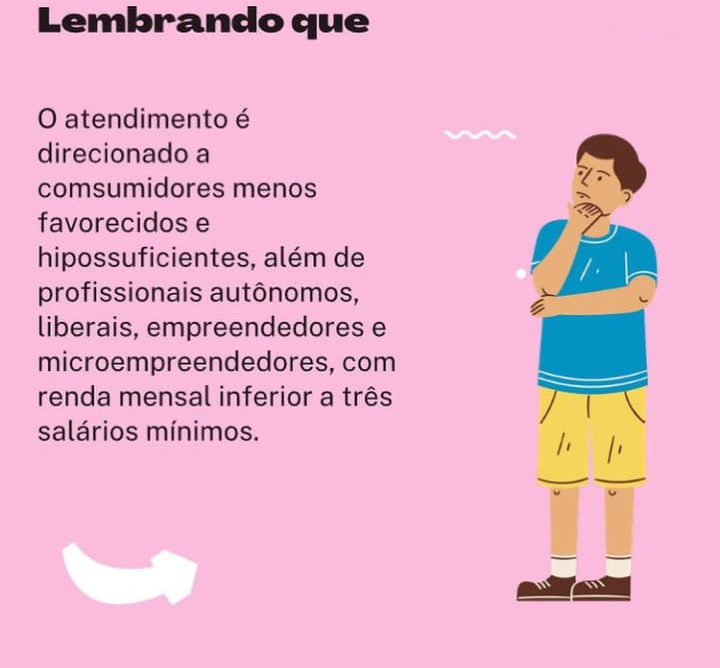 Lembrando que
O atendimento é
direcionado a
comsumidores menos
favorecidos e
hipossuficientes, além de
profissionais autônomos,
liberais, empreendedores e
microempreendedores, com
renda mensal inferior a três
salários mínimos.